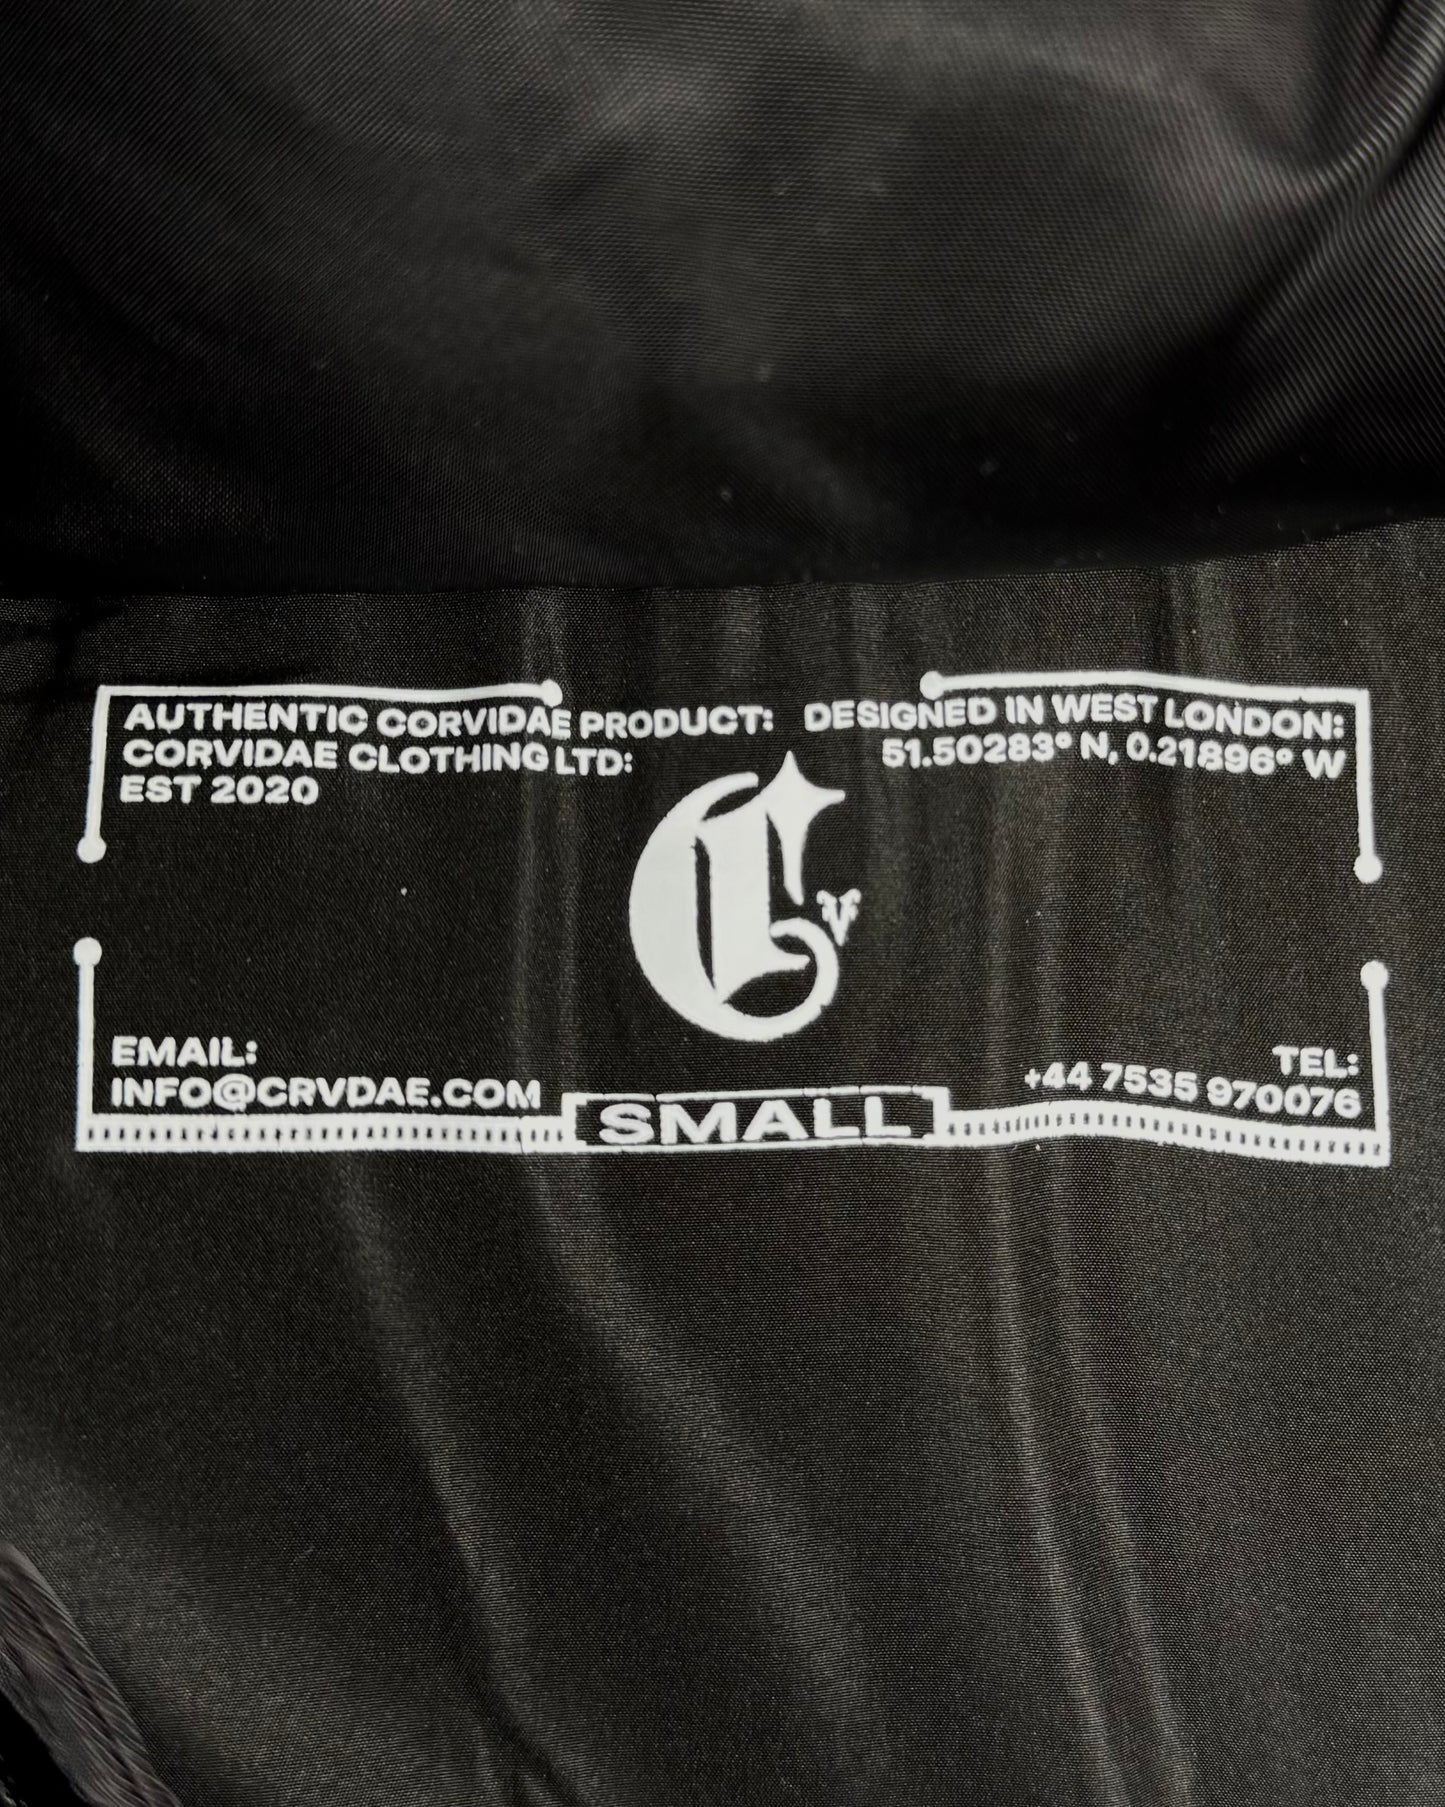 AUTHENTIC CORVIDAE PRODUCT:
CORVIDAE CLOTHING LTD:
EST 2020
DESIGNED IN WEST LONDON:
51.50283° N, 0.21896° W
C
EMAIL:
INFO@CRVDAE.COM
SMALL
TEL:
+44 7535 970076